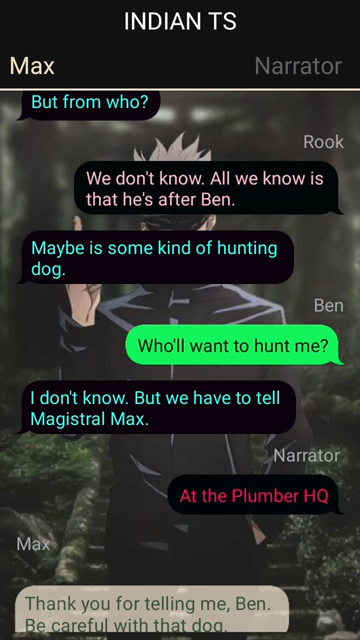 INDIAN TS
Max Narrator
But from who?
Rook
We don't know. All we know is
that he's after Ben.
Maybe is some kind of hunting
dog.
Ben
Who'll want to hunt me?
I don't know. But we have to tell
Magistral Max.
Narrator
At the Plumber HQ
Max
Thank you for telling me, Ben.
Be careful with that dog.